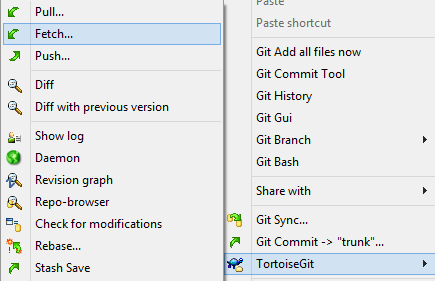 Pull...
Fetch...
Push...
Diff
Diff with previous version
Show log
Daemon
Revision graph
Repo-browser
Check for modifications
Rebase...
Stash Save
Paste
Paste shortcut
Git Add all files now
Git Commit Tool
Git History
Git Gui
Git Branch
Git Bash
Share with
Git Sync...
Git Commit -> "trunk"...
TortoiseGit